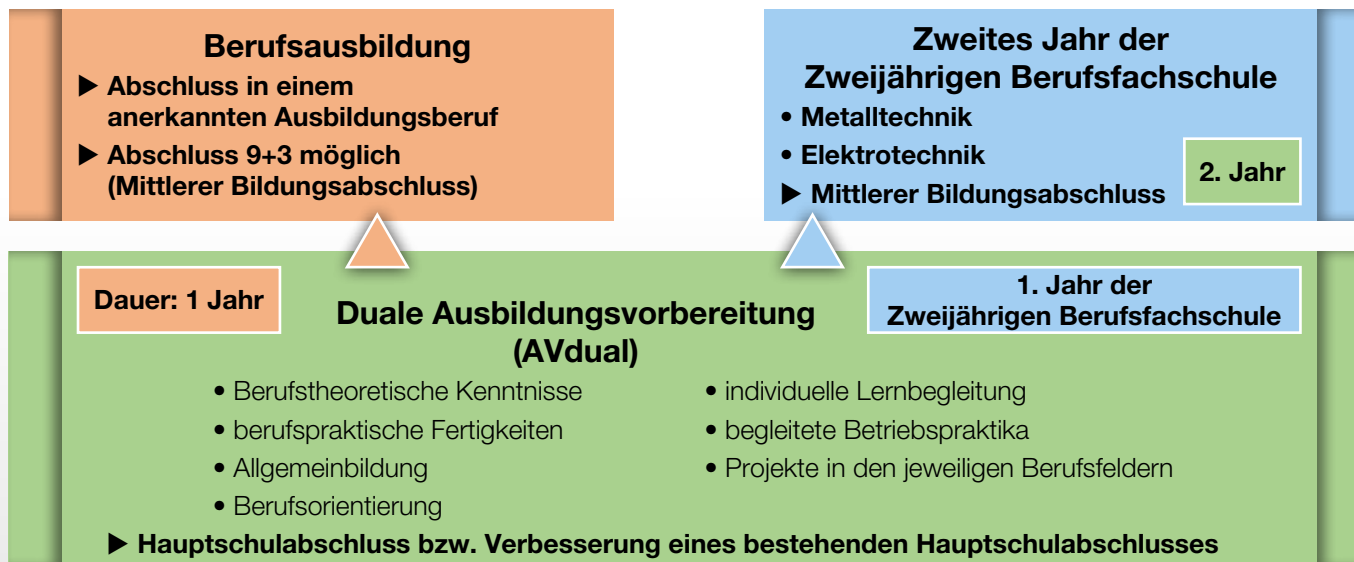 Berufsausbildung
▶ Abschluss in einem
anerkannten Ausbildungsberuf
▶ Abschluss 9+3 möglich
(Mittlerer Bildungsabschluss)
Zweites Jahr der
Zweijährigen Berufsfachschule
• Metalltechnik
• Elektrotechnik
▶ Mittlerer Bildungsabschluss
2. Jahr
Dauer: 1 Jahr
Duale Ausbildungsvorbereitung
(AVdual)
1. Jahr der
Zweijährigen Berufsfachschule
• Berufstheoretische Kenntnisse
• berufspraktische Fertigkeiten
• Allgemeinbildung
• Berufsorientierung
• individuelle Lernbegleitung
• begleitete Betriebspraktika
• Projekte in den jeweiligen Berufsfeldern
▶ Hauptschulabschluss bzw. Verbesserung eines bestehenden Hauptschulabschlusses